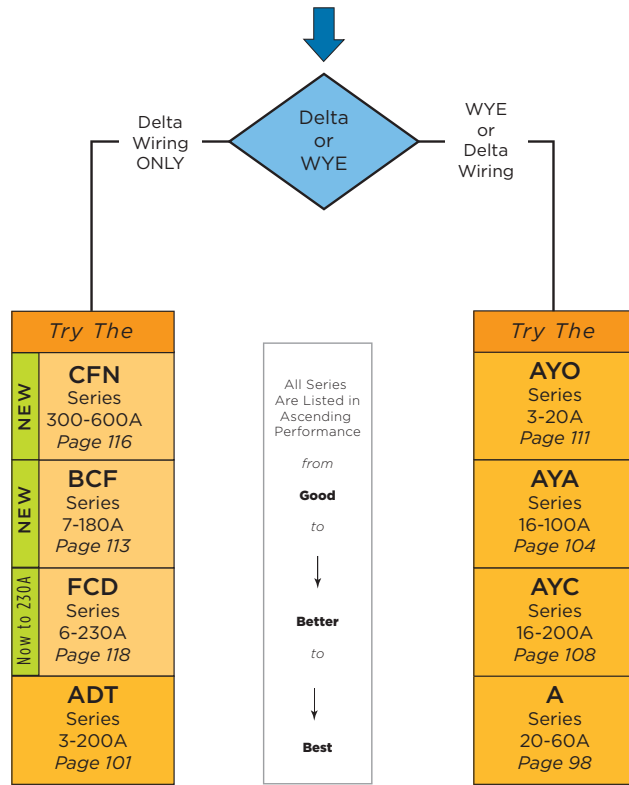 Delta
or
WYE
Delta
Wiring
ONLY
WYE
or
Delta
Wiring
Try The
NEW
CFN
Series
300-600A
Page 116
NEW
BCF
Series
7-180A
Page 113
Now to 230A
FCD
Series
6-230A
Page 118
ADT
Series
3-200A
Page 101
All Series
Are Listed in
Ascending
Performance
from
Good
to
Better
to
Best
Try The
AYO
Series
3-20A
Page 111
AYA
Series
16-100A
Page 104
AYC
Series
16-200A
Page 108
A
Series
20-60A
Page 98